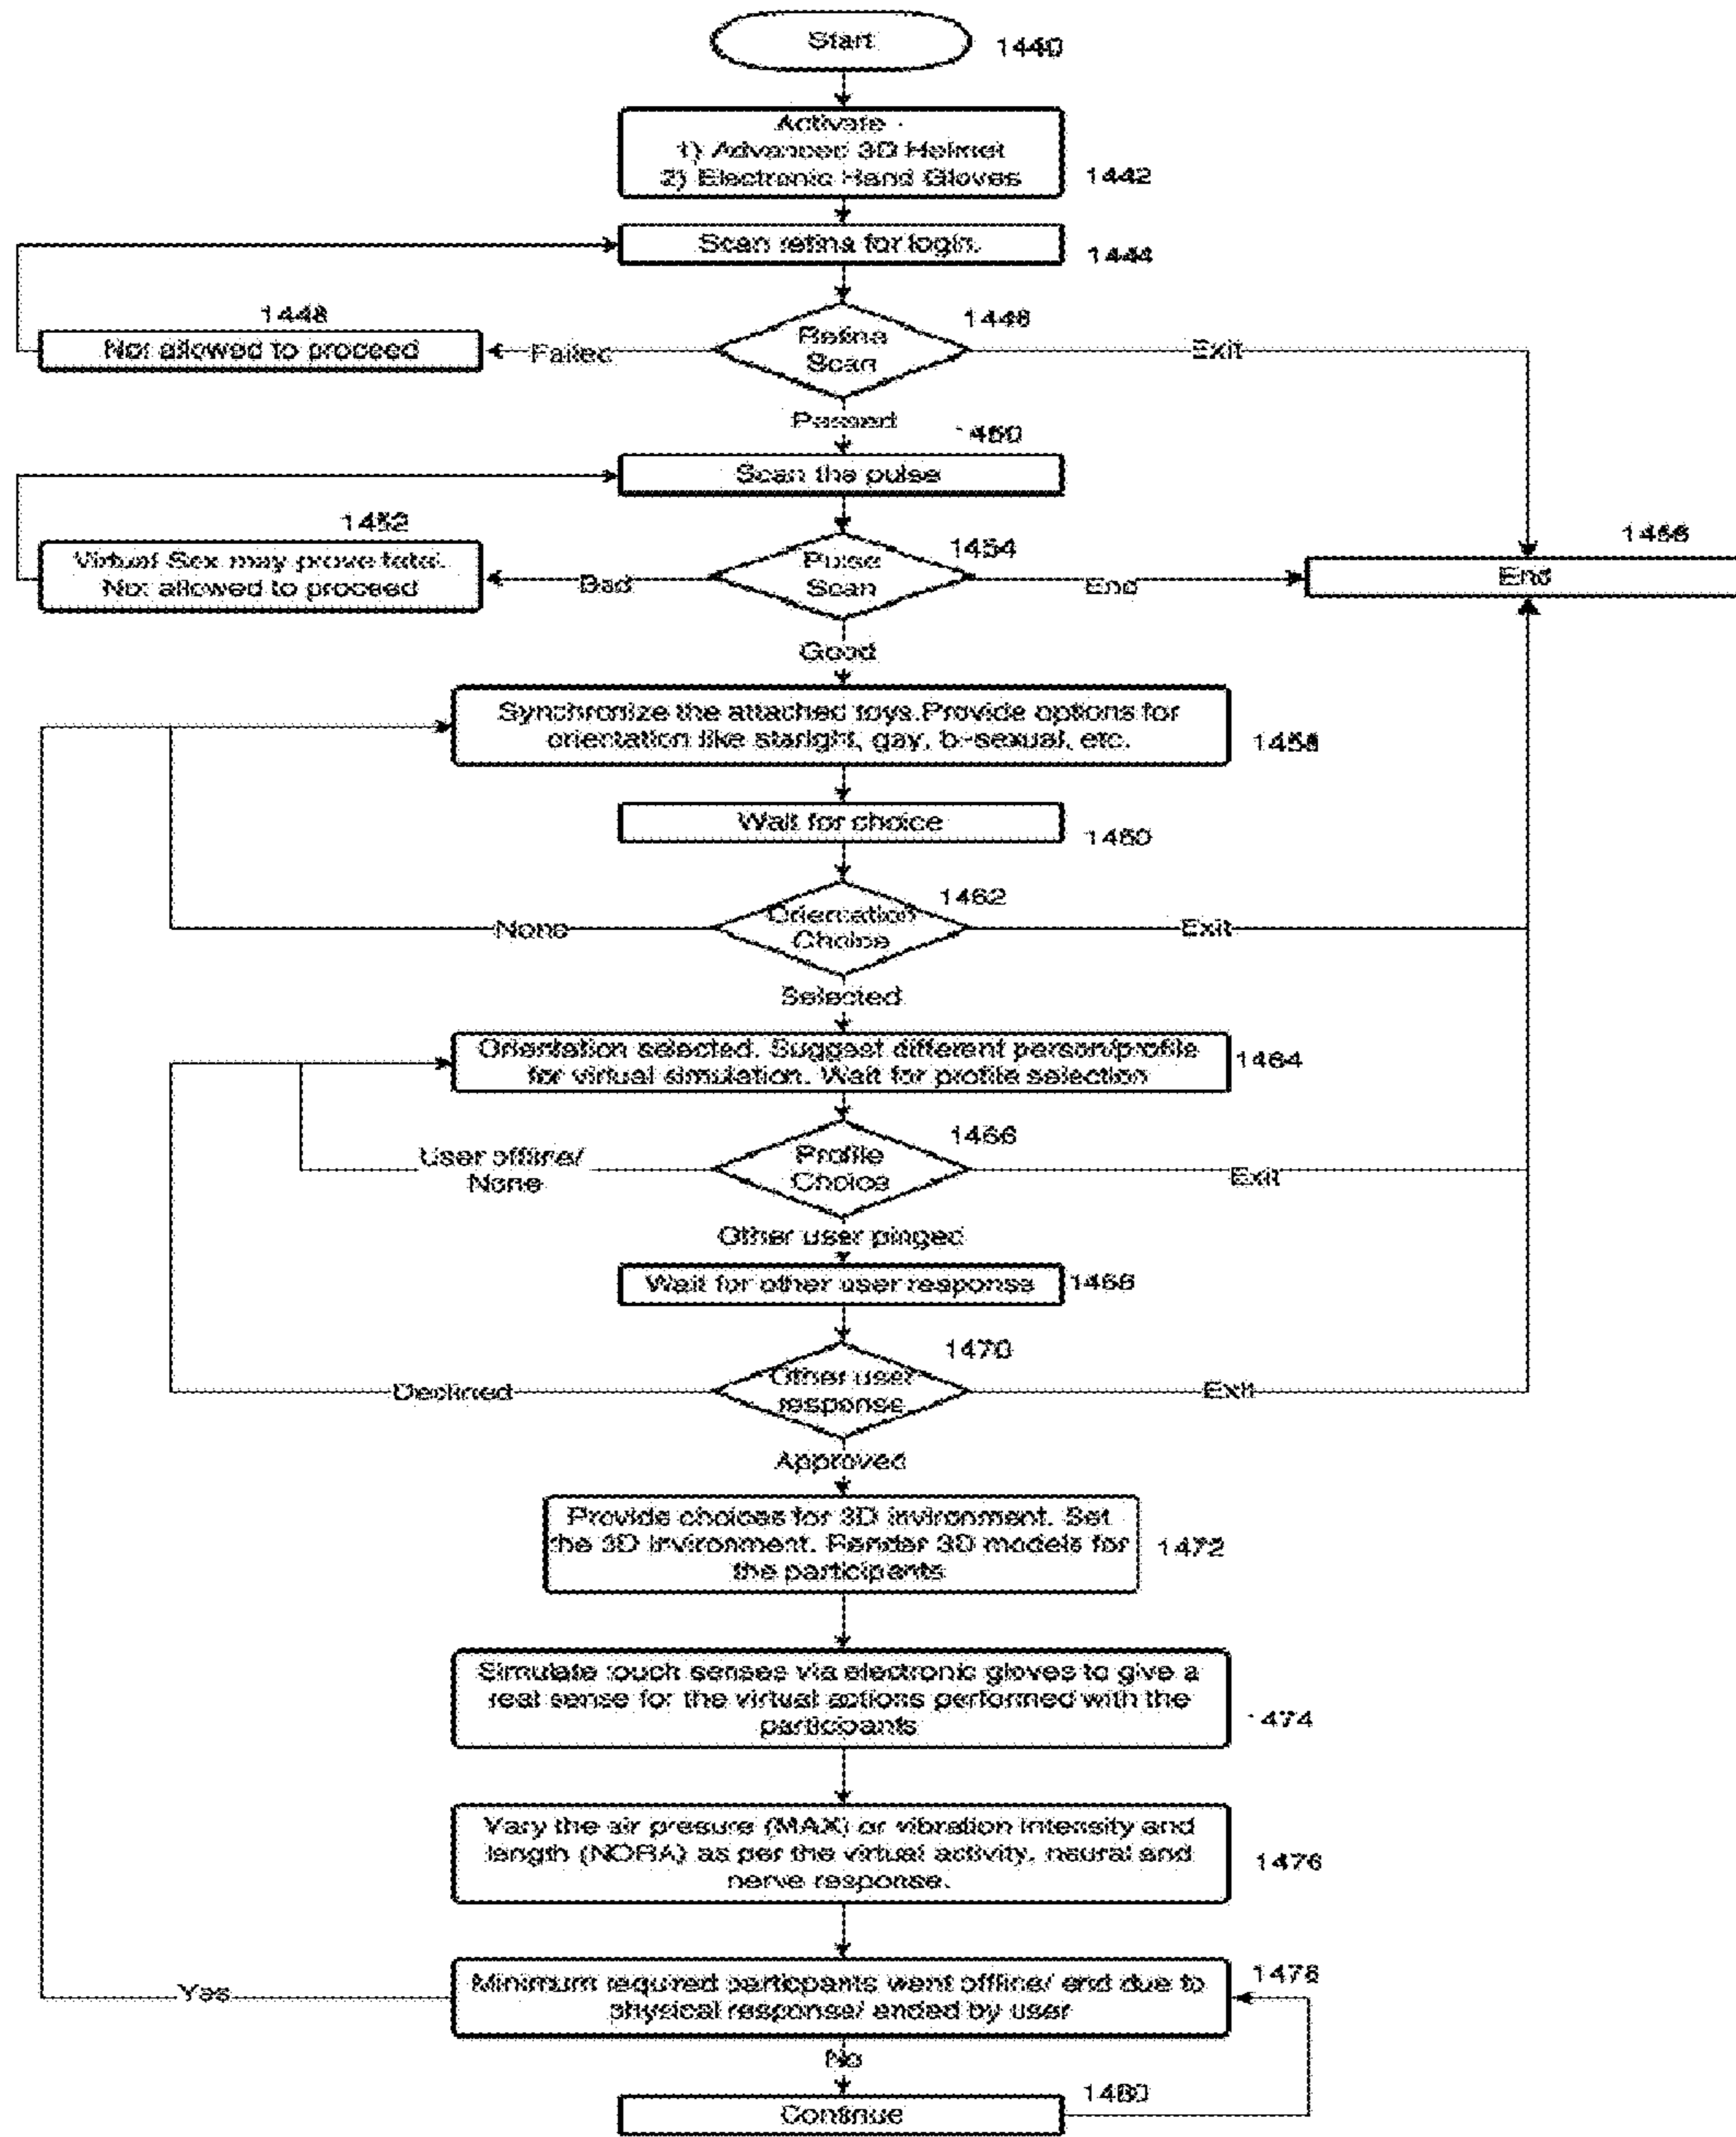 Start
1440
Activate
1) Advanced 3D Helmet
2) Electronic Hand Gloves
1442
Scan retina for login.
1444
1448
Not allowed to proceed
Failed
Retina
Scan
1446
Exit
Passed
1450
Scan the pulse
1452
Virtual Sex may prove fatal.
Not allowed to proceed
Bad
Pulse
Scan
1454
End
1456
End
Good
Synchronize the attached toys.Provide options for
orientation like staright, gay, bi-sexual, etc.
1458
Wait for choice
1460
1462
None
Orientation
Choice
Exit
Selected
Orientation selected. Suggest different person/profile
for virtual simulation. Wait for profile selection
1464
1466
User offline/
None
Profile
Choice
Exit
Other user pinged
Wait for other user response
1468
1470
Declined
Other user
response
Exit
Approved
Provide choices for 3D invironment. Set
the 3D invironment. Render 3D models for
the participants
1472
Simulate touch senses via electronic gloves to give a
real sense for the virtual actions performed with the
participants
1474
Vary the air presure (MAX) or vibration intensity and
length (NORA) as per the virtual activity, neural and
nerve response.
1476
Yes
Minimum required particpants went offline/ end due to
physical response/ ended by user
1478
No
Continue
1480